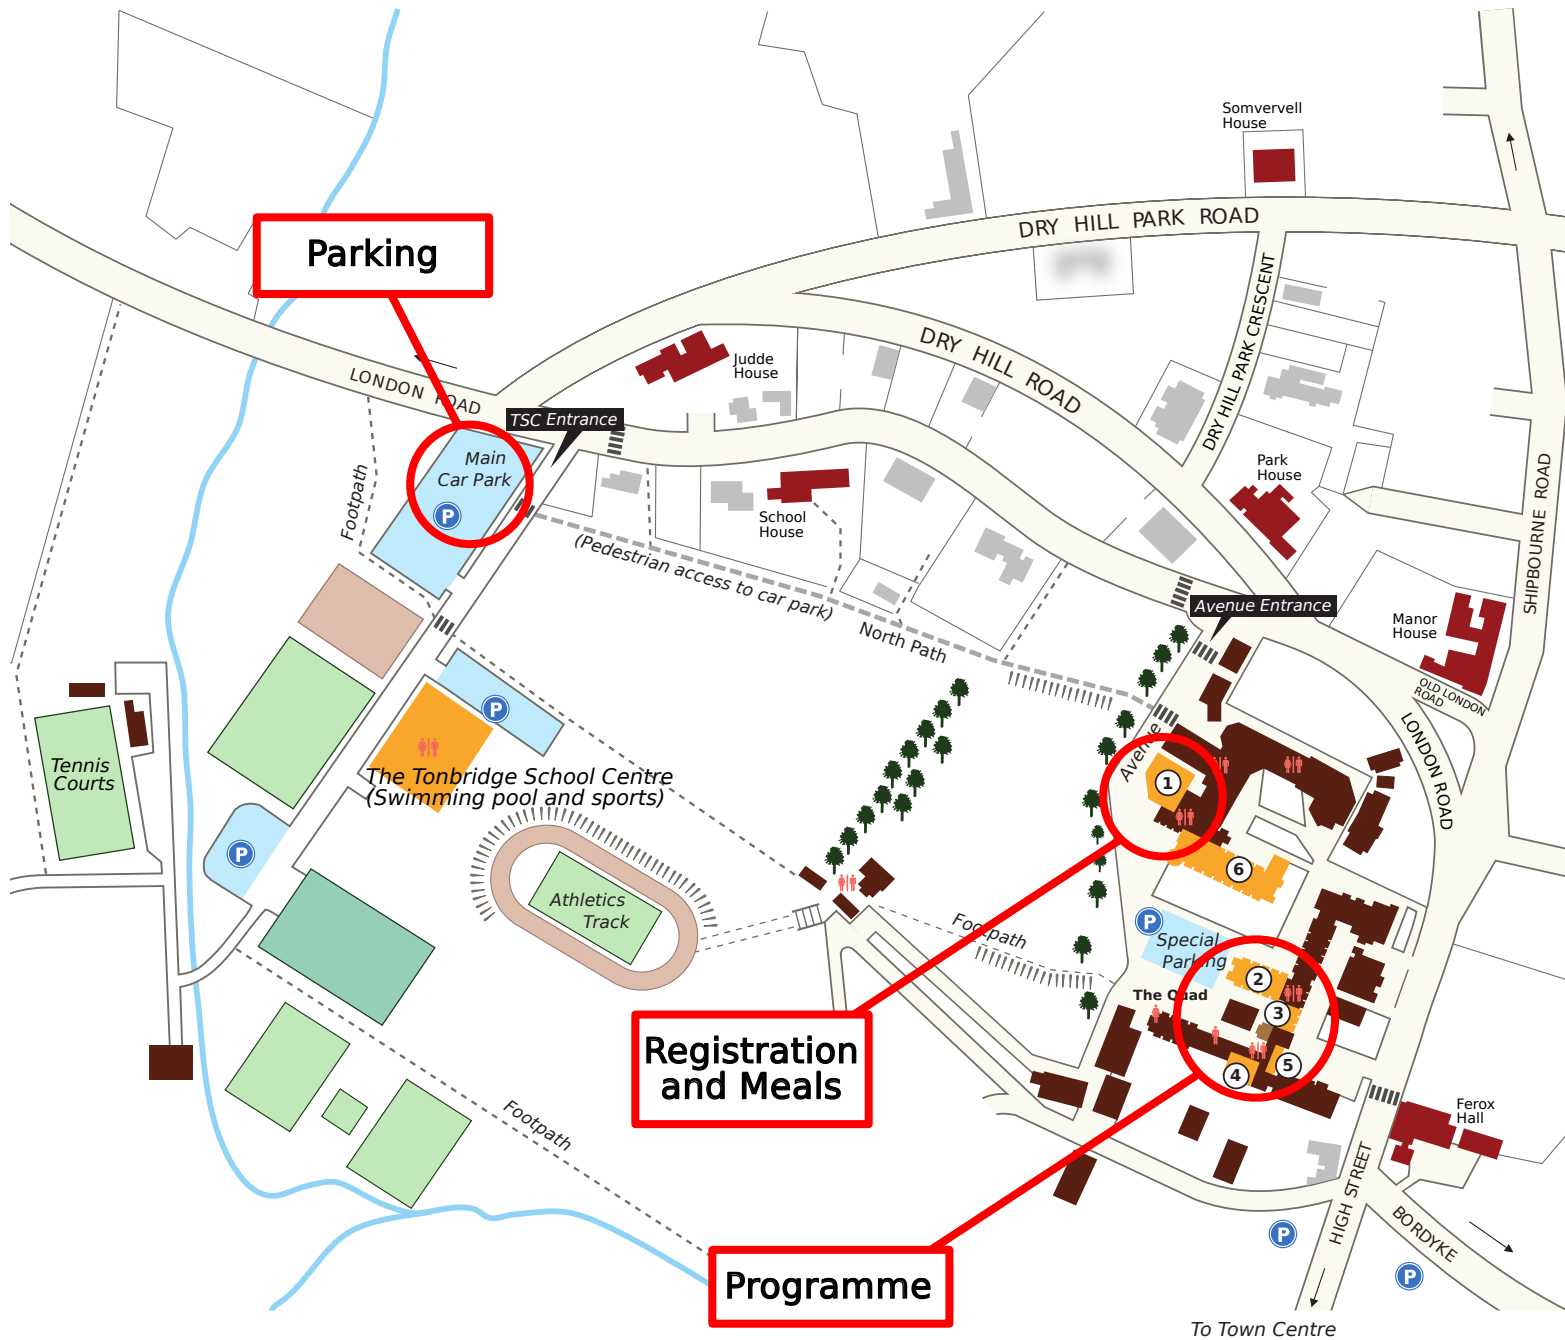 Somvervell
House
DRY HILL PARK ROAD
Parking
DRY HILL PARK CRESCENT
DRY HILL ROAD
Judde
House
LONDON ROAD
TSC Entrance
Main
Car Park
P
Footpath
School
House
Park
House
SHIPBOURNE ROAD
(Pedestrian access to car park)
North Path
Avenue Entrance
Manor
House
OLD LONDON
ROAD
LONDON ROAD
P
Tennis
Courts
The Tonbridge School Centre
(Swimming pool and sports)
Avenue
1
P
6
Athletics
Track
Footpath
P
Special
Parking
The Quad
2
3
4
5
Registration
and Meals
Footpath
Ferox
Hall
HIGH STREET
BORDYKE
P
P
Programme
To Town Centre